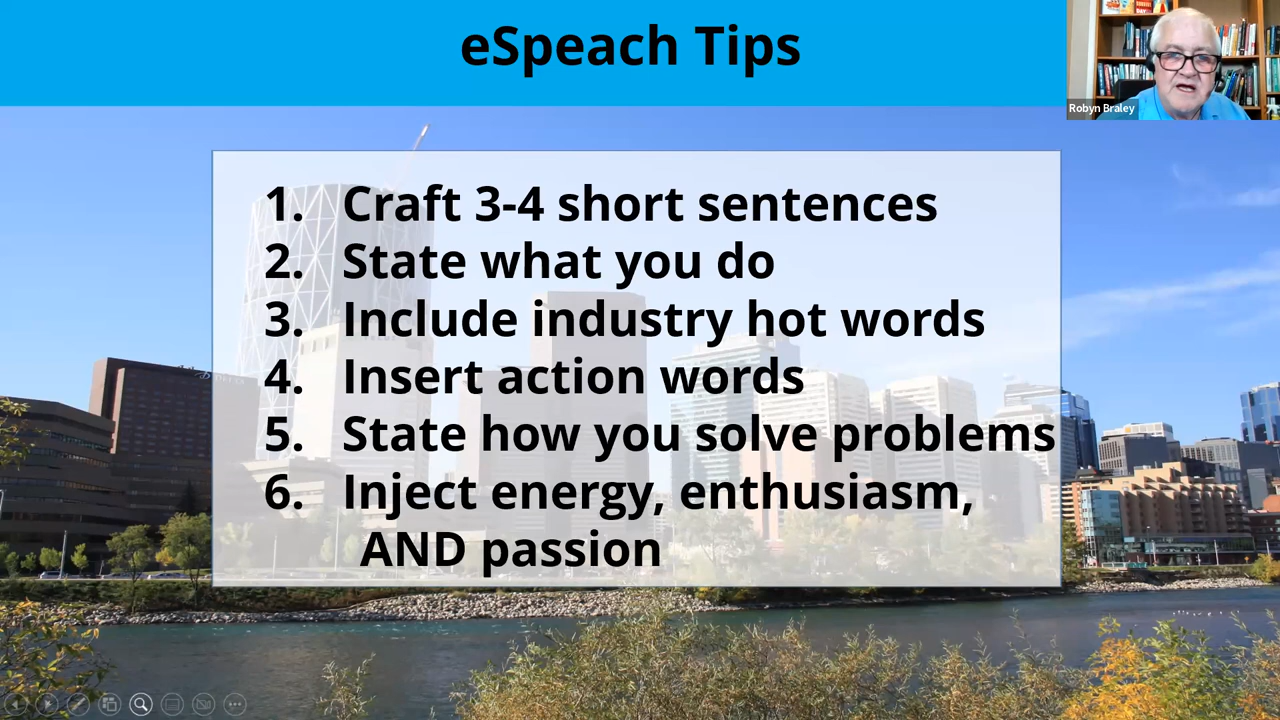 eSpeach Tips
Robyn Braley
1. Craft 3-4 short sentences
2. State what you do
3. Include industry hot words
4. Insert action words
5. State how you solve problems
6. Inject energy, enthusiasm,
AND passion